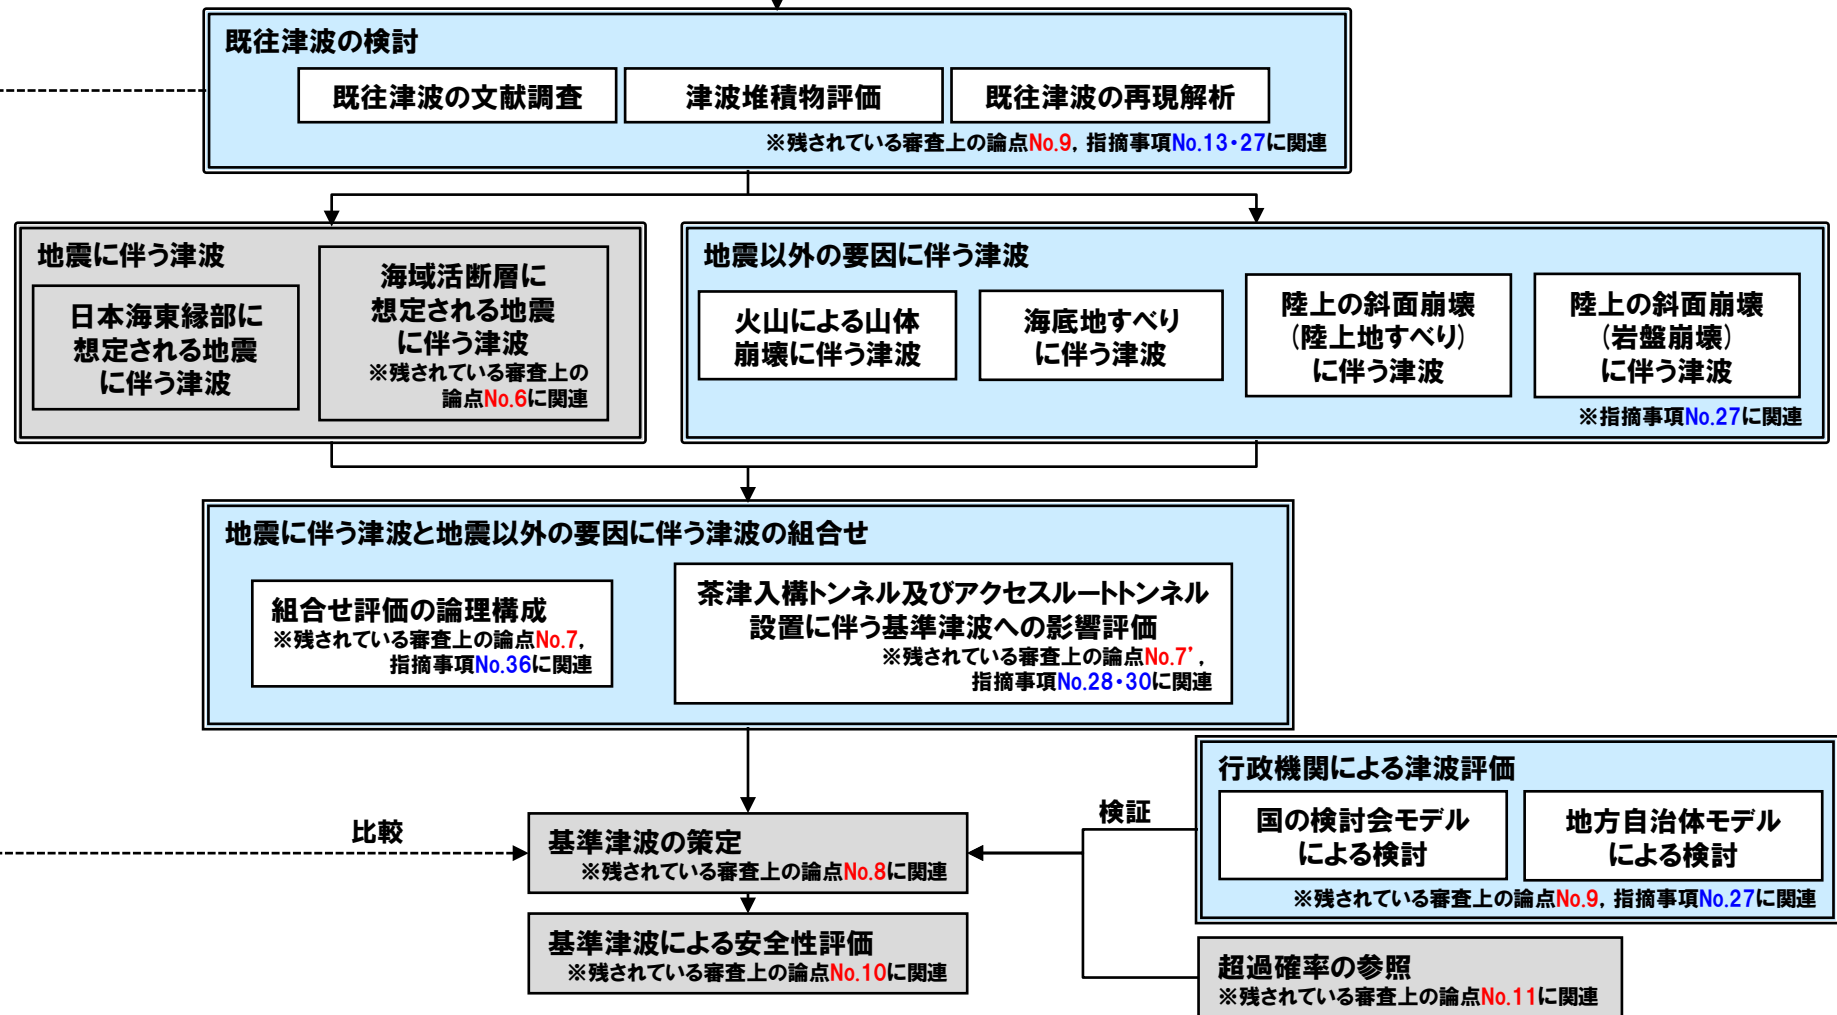 既往津波の検討
既往津波の文献調査
津波堆積物評価
既往津波の再現解析
※残されている審査上の論点No.9，指摘事項No.13・27に関連
地震に伴う津波
日本海東縁部に
想定される地震
に伴う津波
海域活断層に
想定される地震
に伴う津波
※残されている審査上の
論点No.6に関連
地震以外の要因に伴う津波
火山による山体
崩壊に伴う津波
海底地すべり
に伴う津波
陸上の斜面崩壊
（陸上地すべり）
に伴う津波
陸上の斜面崩壊
（岩盤崩壊）
に伴う津波
※指摘事項No.27に関連
地震に伴う津波と地震以外の要因に伴う津波の組合せ
組合せ評価の論理構成
※残されている審査上の論点No.7，
指摘事項No.36に関連
茶津入構トンネル及びアクセスルートトンネル
設置に伴う基準津波への影響評価
※残されている審査上の論点No.7’，
指摘事項No.28・30に関連
行政機関による津波評価
国の検討会モデル
による検討
地方自治体モデル
による検討
※残されている審査上の論点No.9，指摘事項No.27に関連
検証
比較
基準津波の策定
※残されている審査上の論点No.8に関連
基準津波による安全性評価
※残されている審査上の論点No.10に関連
超過確率の参照
※残されている審査上の論点No.11に関連